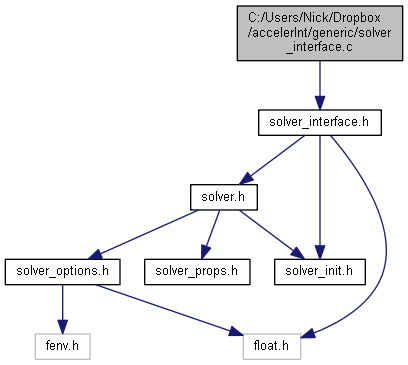 C:/Users/Nick/Dropbox
/accelerInt/generic/solver
_interface.c
solver_interface.h
solver.h
solver_options.h
solver_props.h
solver_init.h
fenv.h
float.h